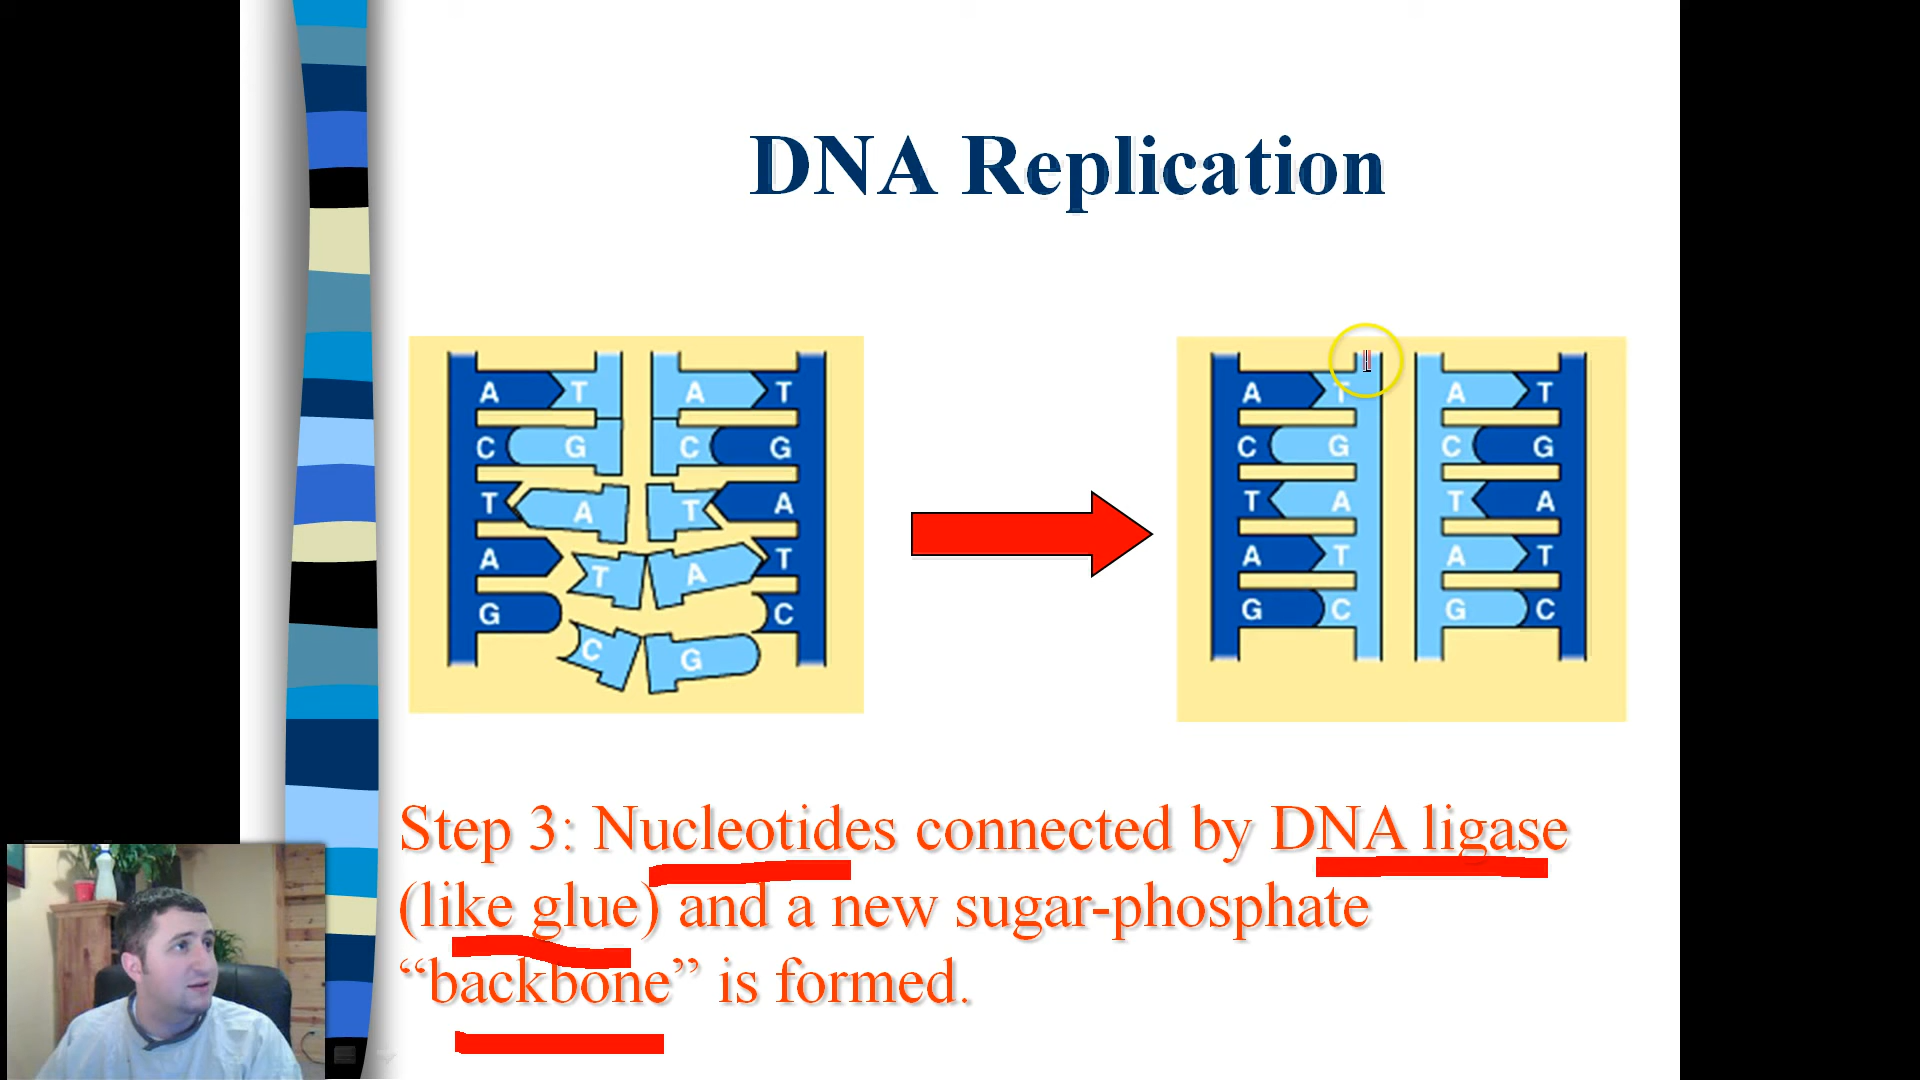 DNA Replication
A T A T
C G C G
T A T A
A T A T
G C
C G
A T A T
C G C G
T A T A
A T A T
G C G C
Step 3: Nucleotides connected by DNA ligase
(like glue) and a new sugar-phosphate
“backbone” is formed.